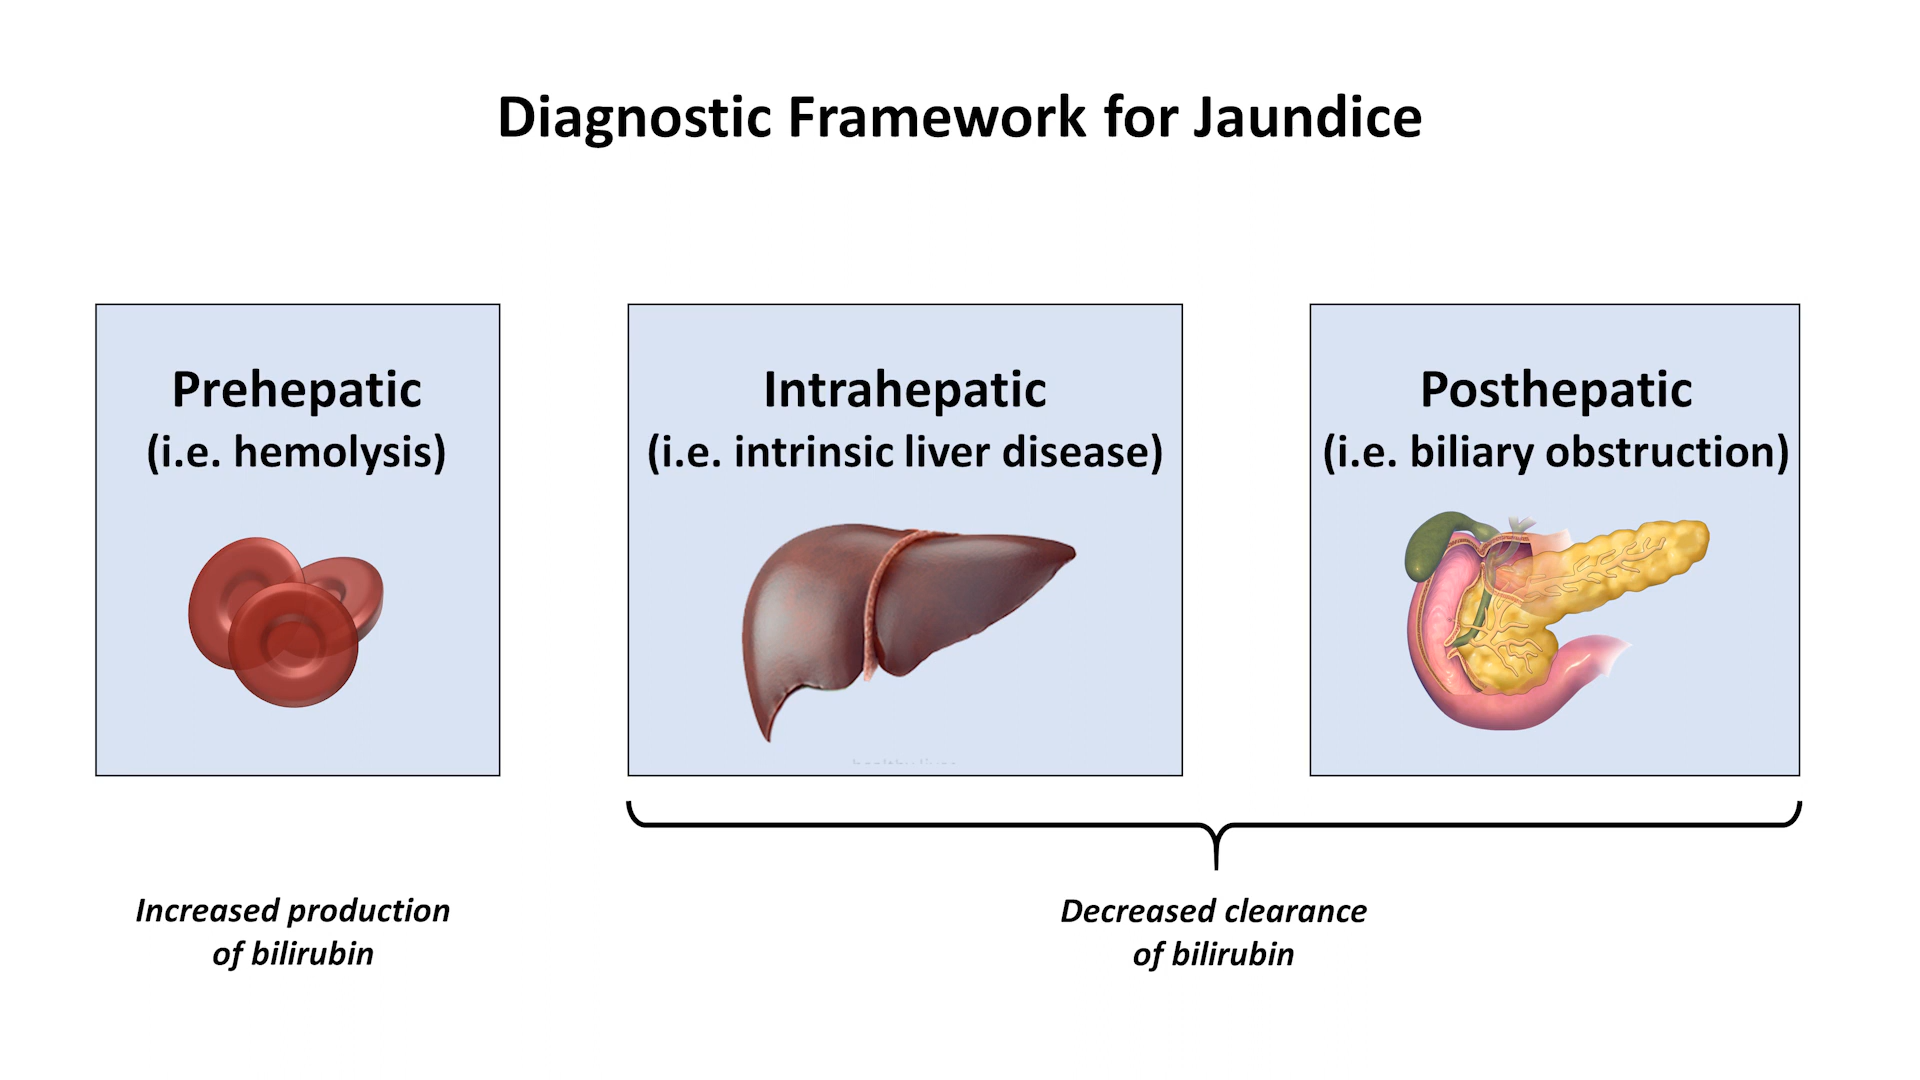 Diagnostic Framework for Jaundice
Prehepatic
(i.e. hemolysis)
Intrahepatic
(i.e. intrinsic liver disease)
Posthepatic
(i.e. biliary obstruction)
Increased production
of bilirubin
Decreased clearance
of bilirubin